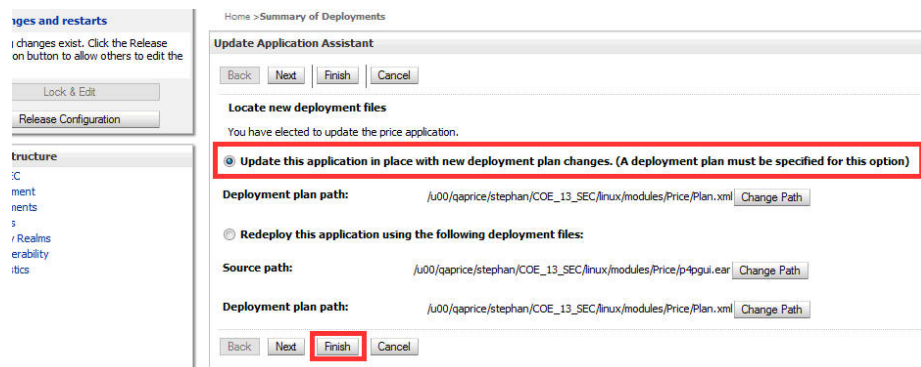 nges and restarts
changes exist. Click the Release
on button to allow others to edit the
Lock & Edit
Release Configuration
tructure
EC
ment
ments
s
y Realms
erability
stics
Home >Summary of Deployments
Update Application Assistant
Back Next Finish Cancel
Locate new deployment files
You have elected to update the price application.
Update this application in place with new deployment plan changes. (A deployment plan must be specified for this option)
Deployment plan path: /u00/qaprice/stephan/COE_13_SEC/linux/modules/Price/Plan.xml Change Path
Redeploy this application using the following deployment files:
Source path: /u00/qaprice/stephan/COE_13_SEC/linux/modules/Price/p4pgui.ear Change Path
Deployment plan path: /u00/qaprice/stephan/COE_13_SEC/linux/modules/Price/Plan.xml Change Path
Back Next Finish Cancel